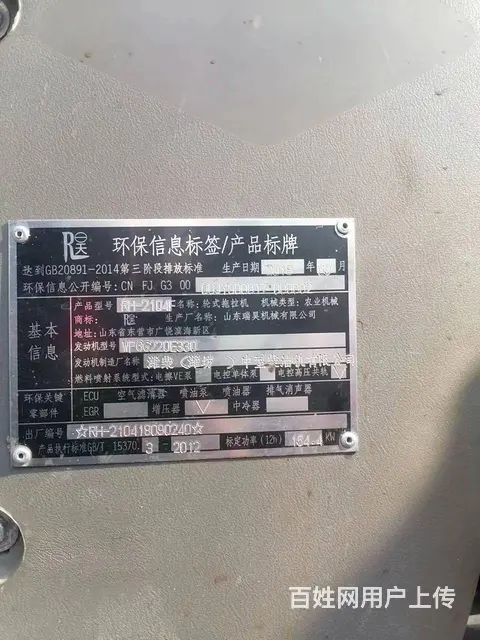 R昊
环保信息标签/产品标牌
达到GB20891-2014第三阶段排放标准 生产日期 年 月
环保信息公开编号: CN FJ G3 00
基本信息
产品型号 RH-2104F 名称: 轮式拖拉机 机械类型: 农业机械
商标: 生产厂名称: 山东瑞昊机械有限公司
地址: 山东省东营市广饶滨海新区
发动机型号 WP6G220E330
发动机制造厂名称 潍柴(潍坊)中型柴油机有限公司
燃料喷射系统型式: 电控VE泵 电控单体泵 电控高压共轨
环保关键零部件
ECU 空气滤清器 喷油泵 喷油器 排气消声器
EGR 增压器 中冷器
出厂编号 ☆RH-210418090240☆
产品执行标准GB/T 15370. 3 - 2012 标定功率(12h) 154.4 KW
百姓网用户上传